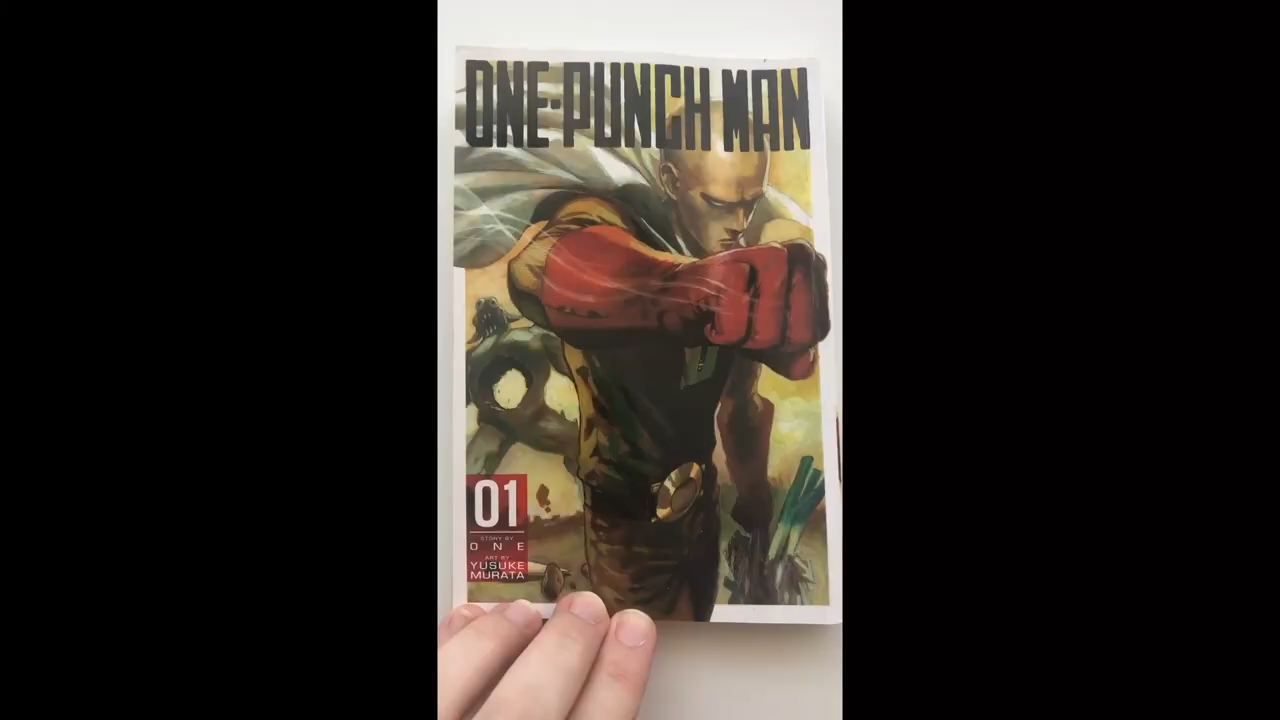 ONE-PUNCH MAN
01
STORY BY
ONE
ART BY
YUSUKE
MURATA